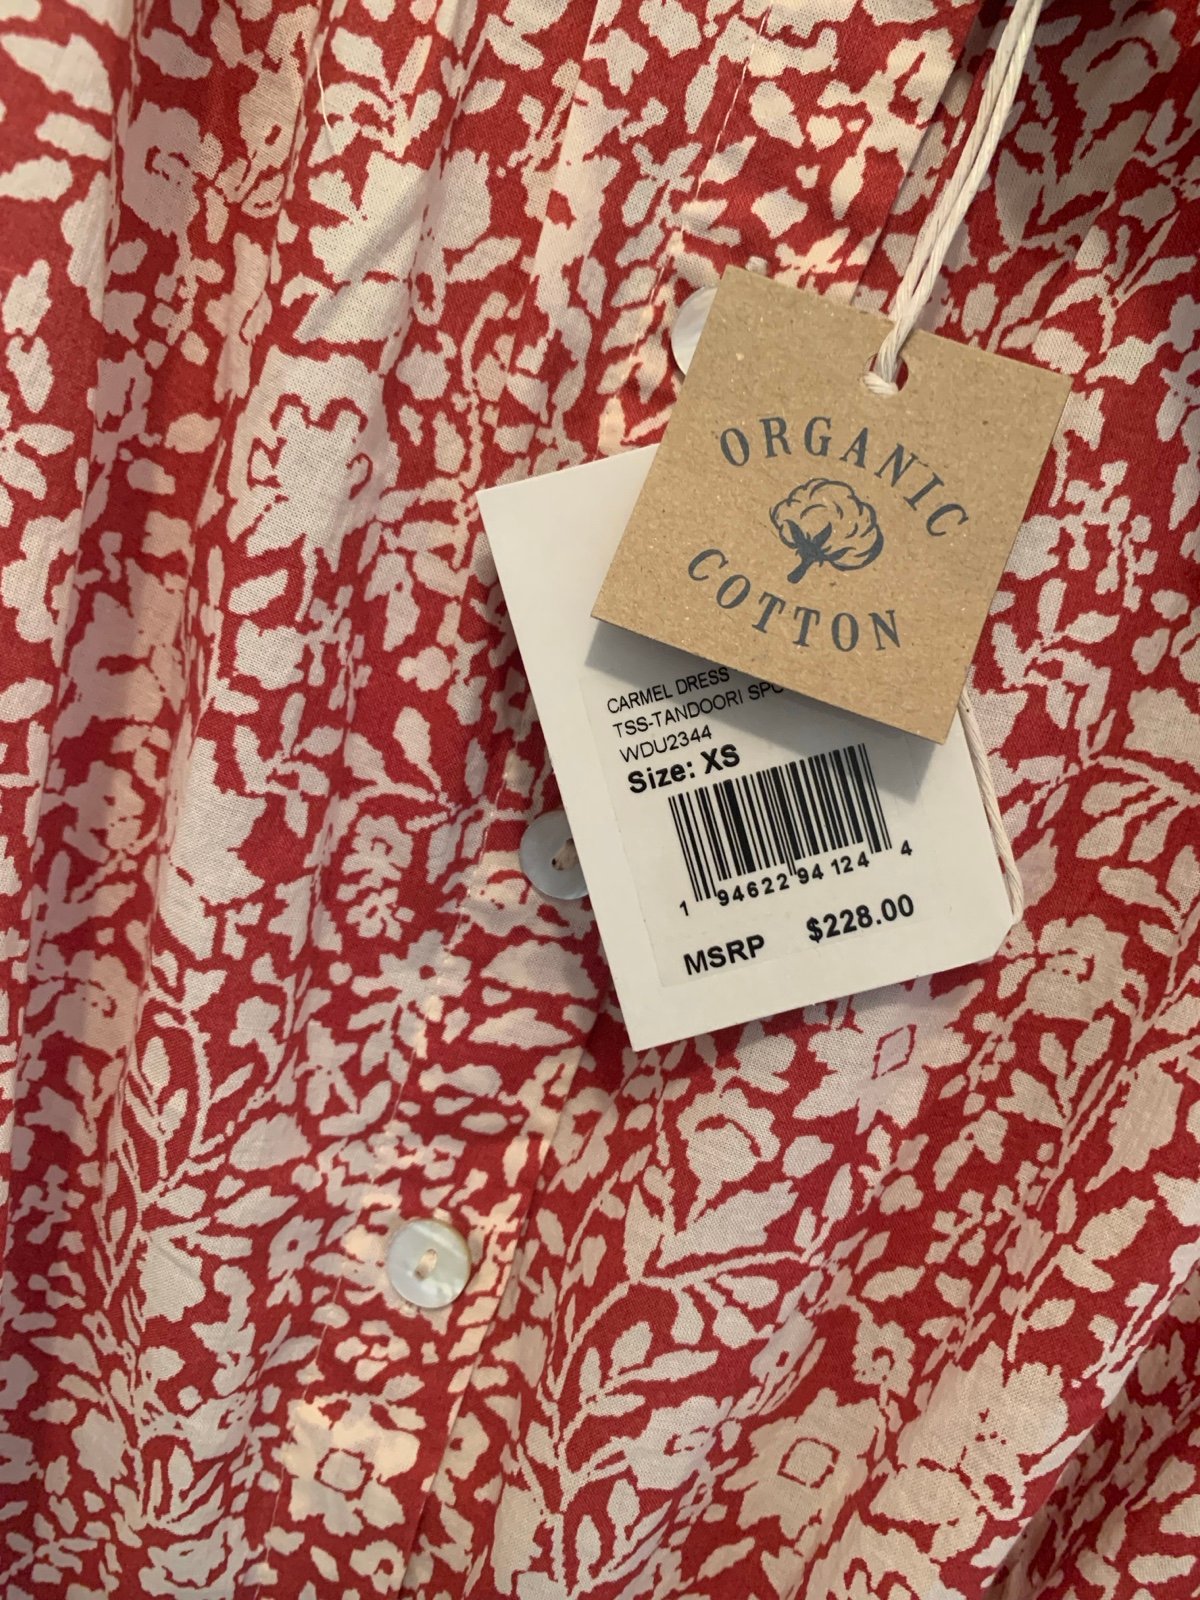 ORGANIC
COTTON
CARMEL DRESS
TSS-TANDOORI
WDU2344
Size: XS
1 94622 94124 4
MSRP $228.00